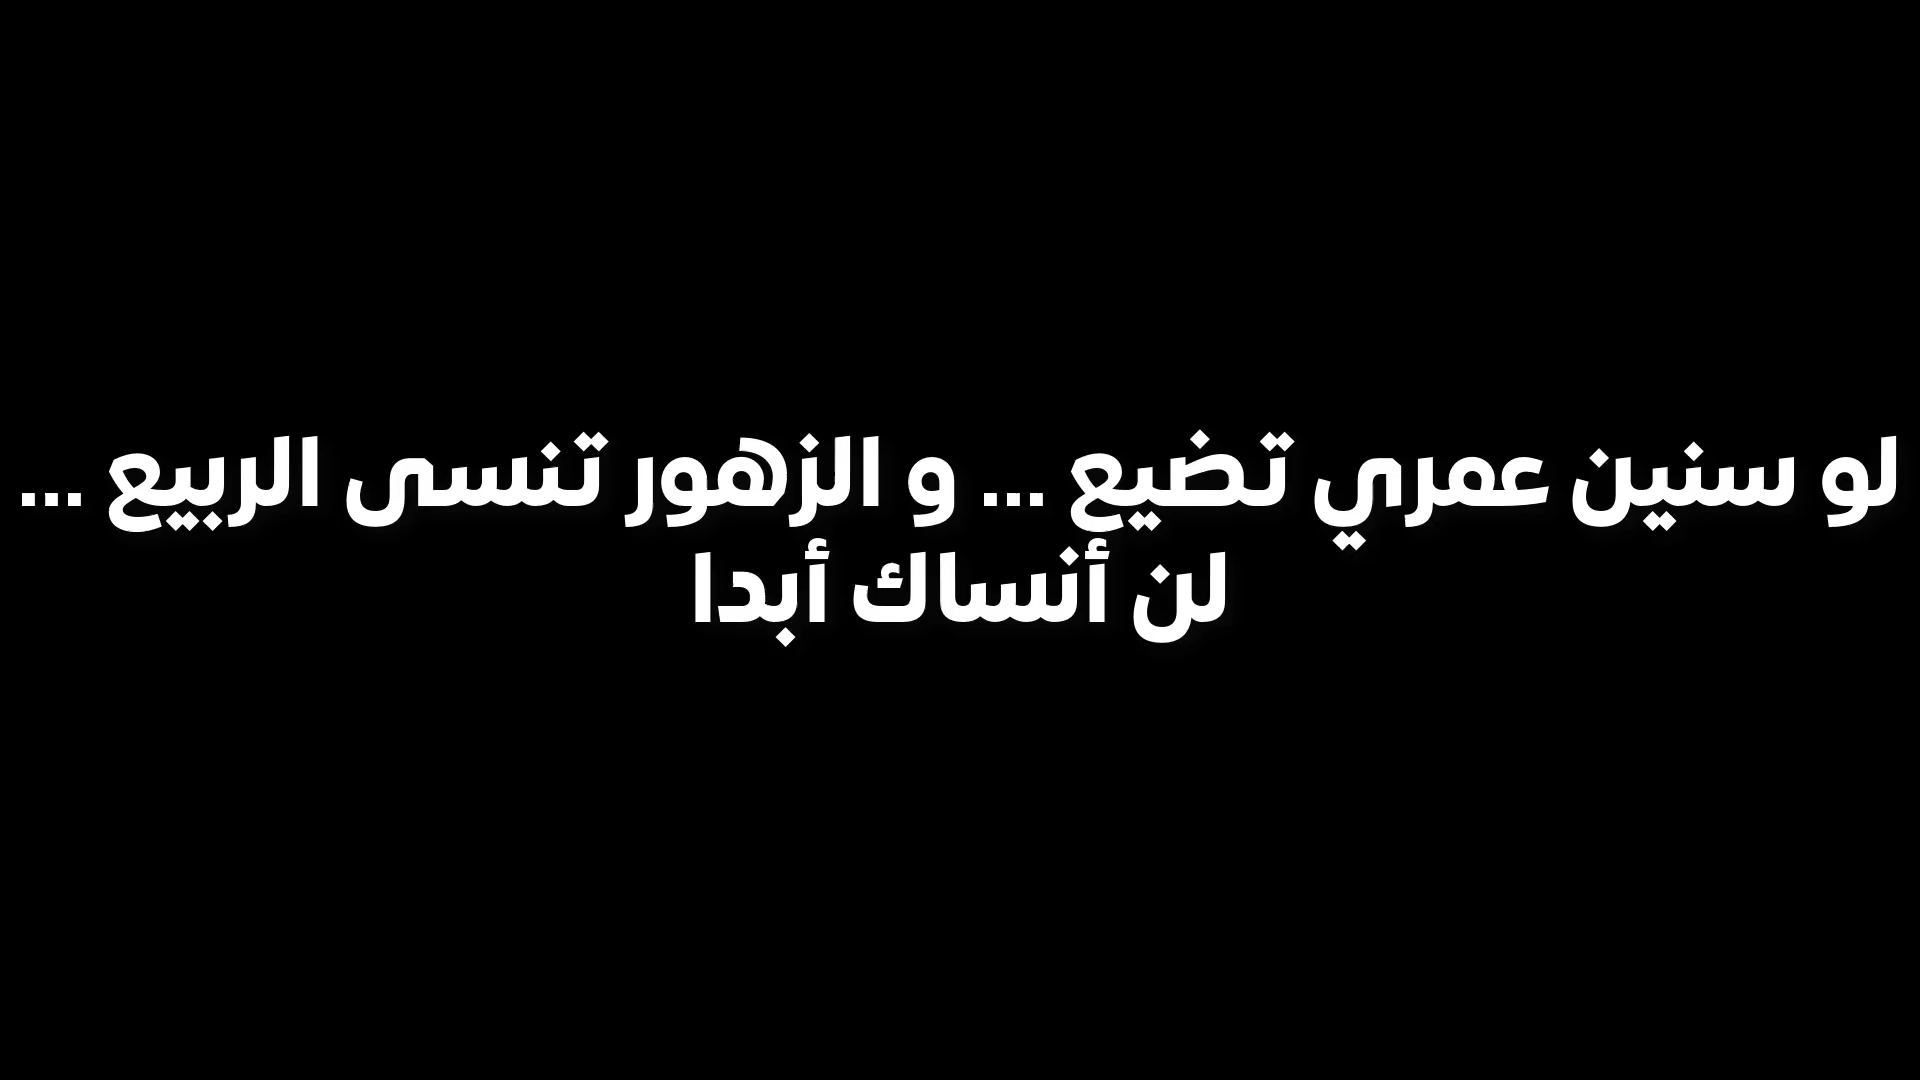 لو سنين عمري تضيع ... و الزهور تنسى الربيع ...
لن أنساك أبدا